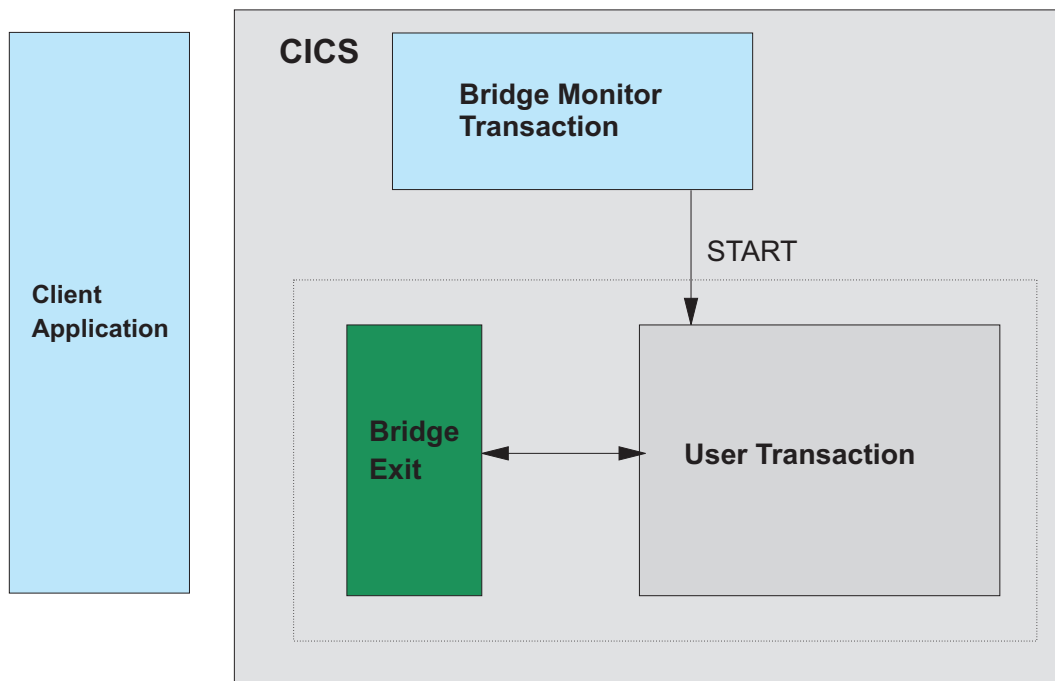 CICS
Bridge Monitor
Transaction
START
Client
Application
Bridge
Exit
User Transaction